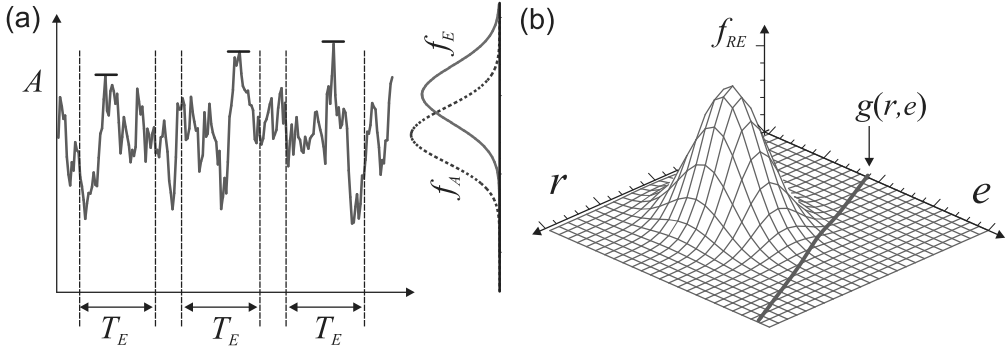 (a)
A
T_E
T_E
T_E
f_E
f_A
(b)
f_RE
g(r,e)
r
e